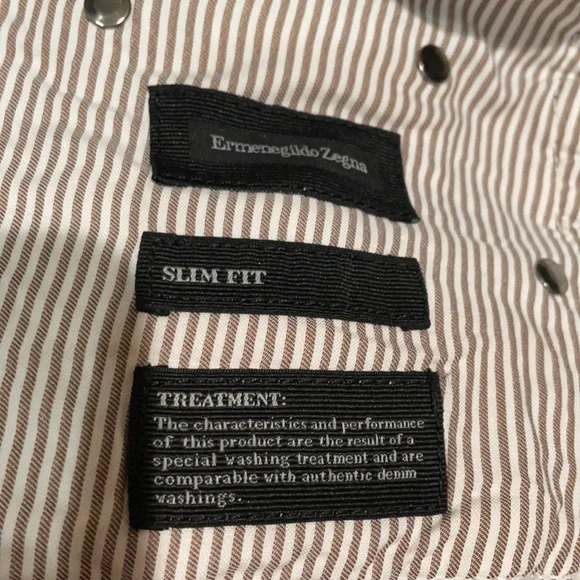 Ermenegildo Zegna
SLIM FIT
TREATMENT:
The characteristics and performance
of this product are the result of a
special washing treatment and are
comparable with authentic denim
washings.